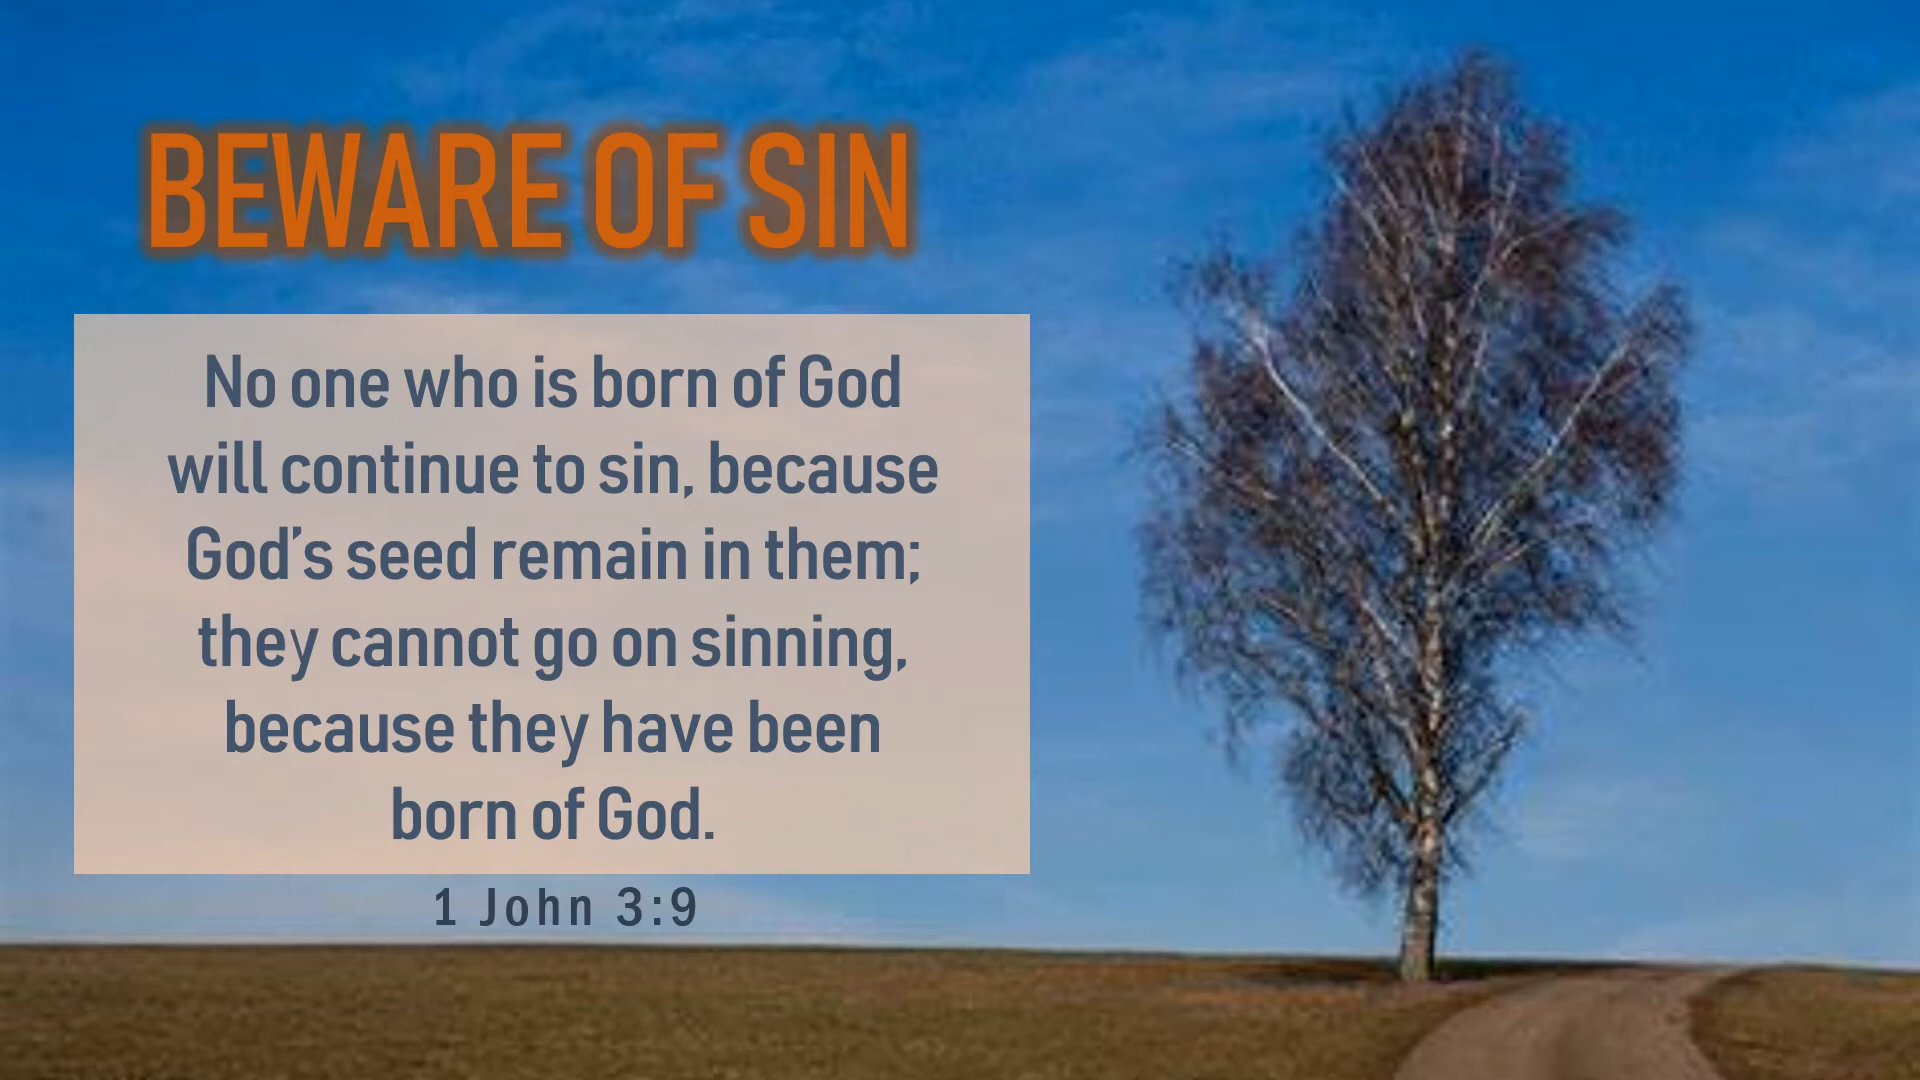 BEWARE OF SIN
No one who is born of God
will continue to sin, because
God’s seed remain in them;
they cannot go on sinning,
because they have been
born of God.
1 John 3:9